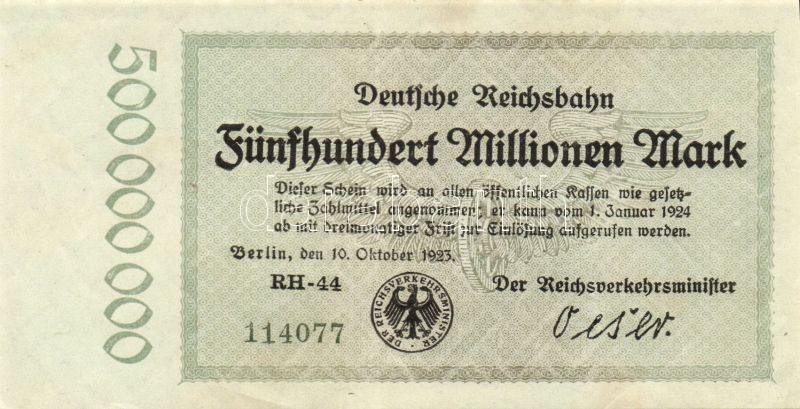 500000000
Deutsche Reichsbahn
Fünfhundert Millionen Mark
Dieser Schein wird an allen öffentlichen Kassen wie gesetz-
liche Zahlmittel angenommen; er kann vom 1. Januar 1924
ab mit dreimonatiger Frist zur Einlösung aufgerufen werden.
Berlin, den 10. Oktober 1923.
RH-44
Der Reichsverkehrsminister
114077
DER REICHSVERKEHRSMINISTER
Oeser.